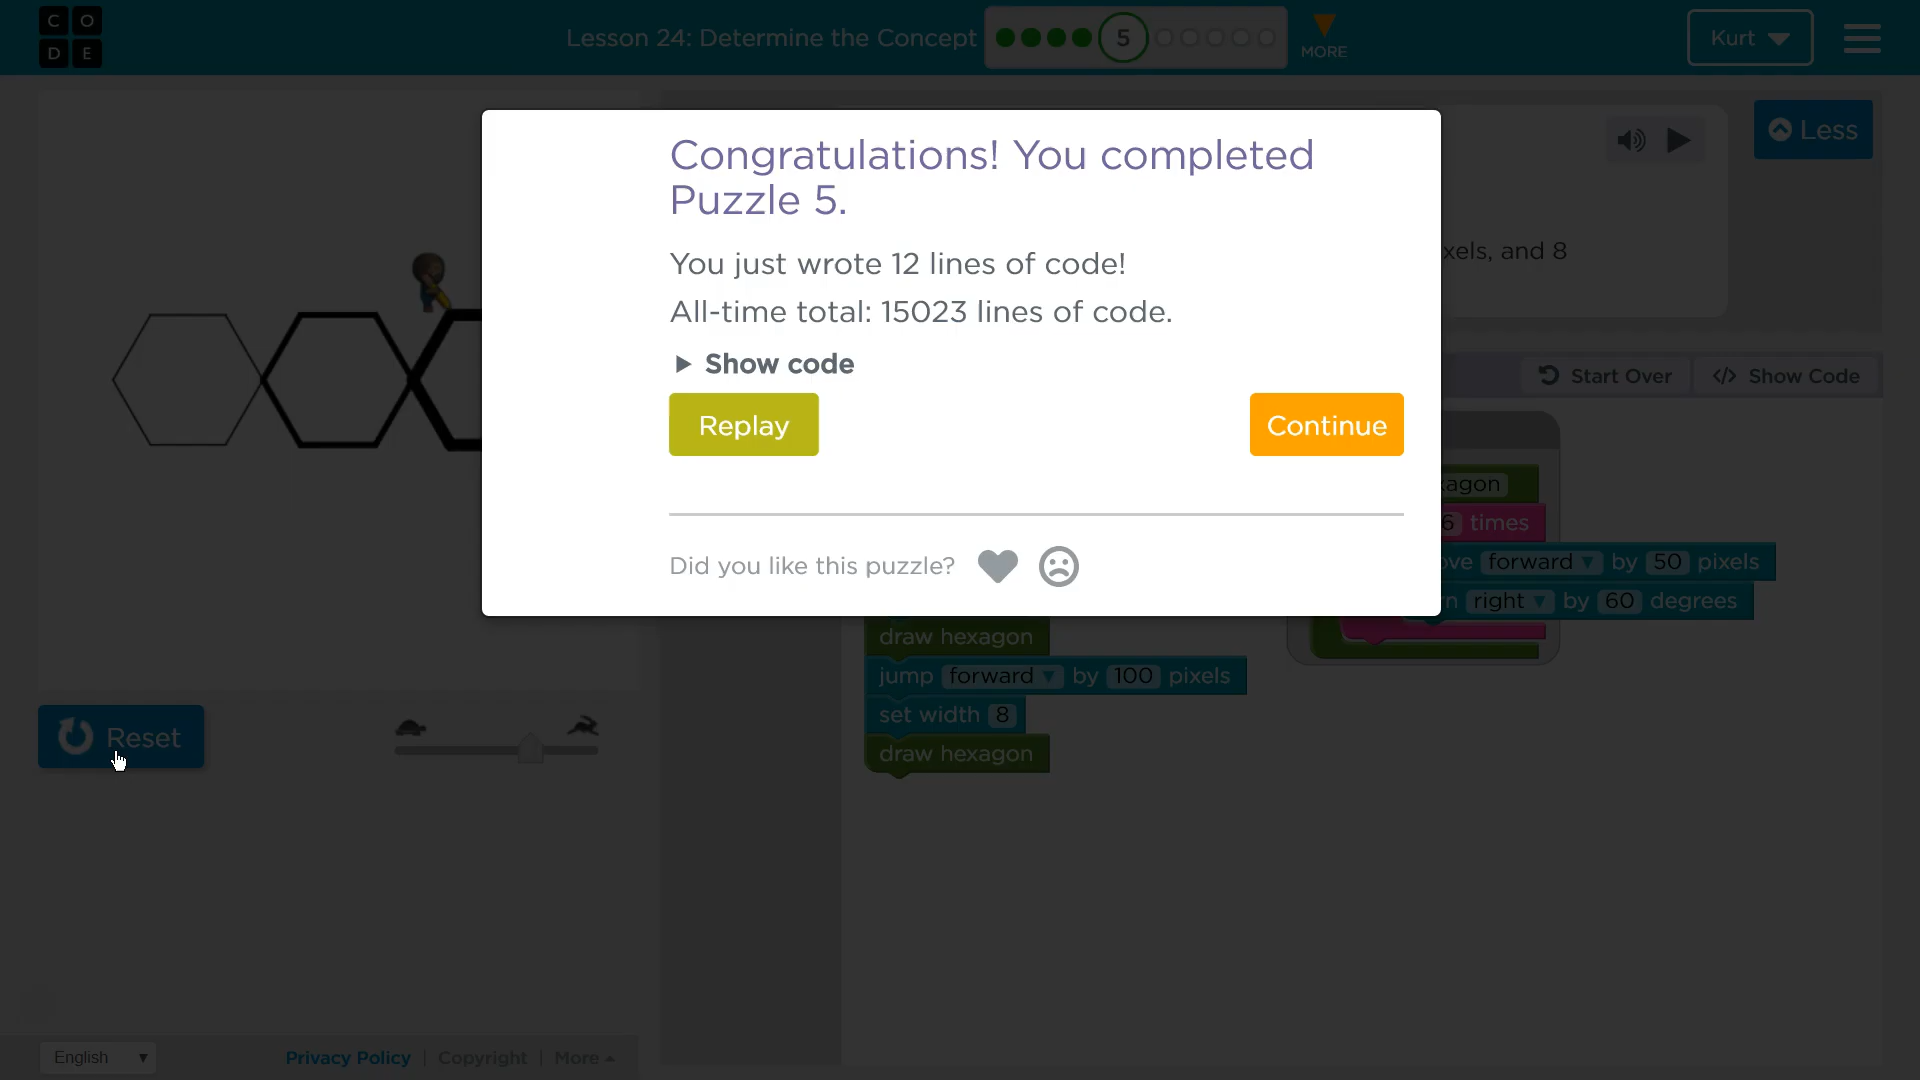 C O
D E
Lesson 24: Determine the Concept
5
MORE
Kurt
Less
Congratulations! You completed
Puzzle 5.
You just wrote 12 lines of code!
All-time total: 15023 lines of code.
Show code
Replay
Continue
Did you like this puzzle?
xels, and 8
Start Over
Show Code
xagon
6 times
ove forward by 50 pixels
rn right by 60 degrees
draw hexagon
jump forward by 100 pixels
set width 8
draw hexagon
Reset
English
Privacy Policy | Copyright | More